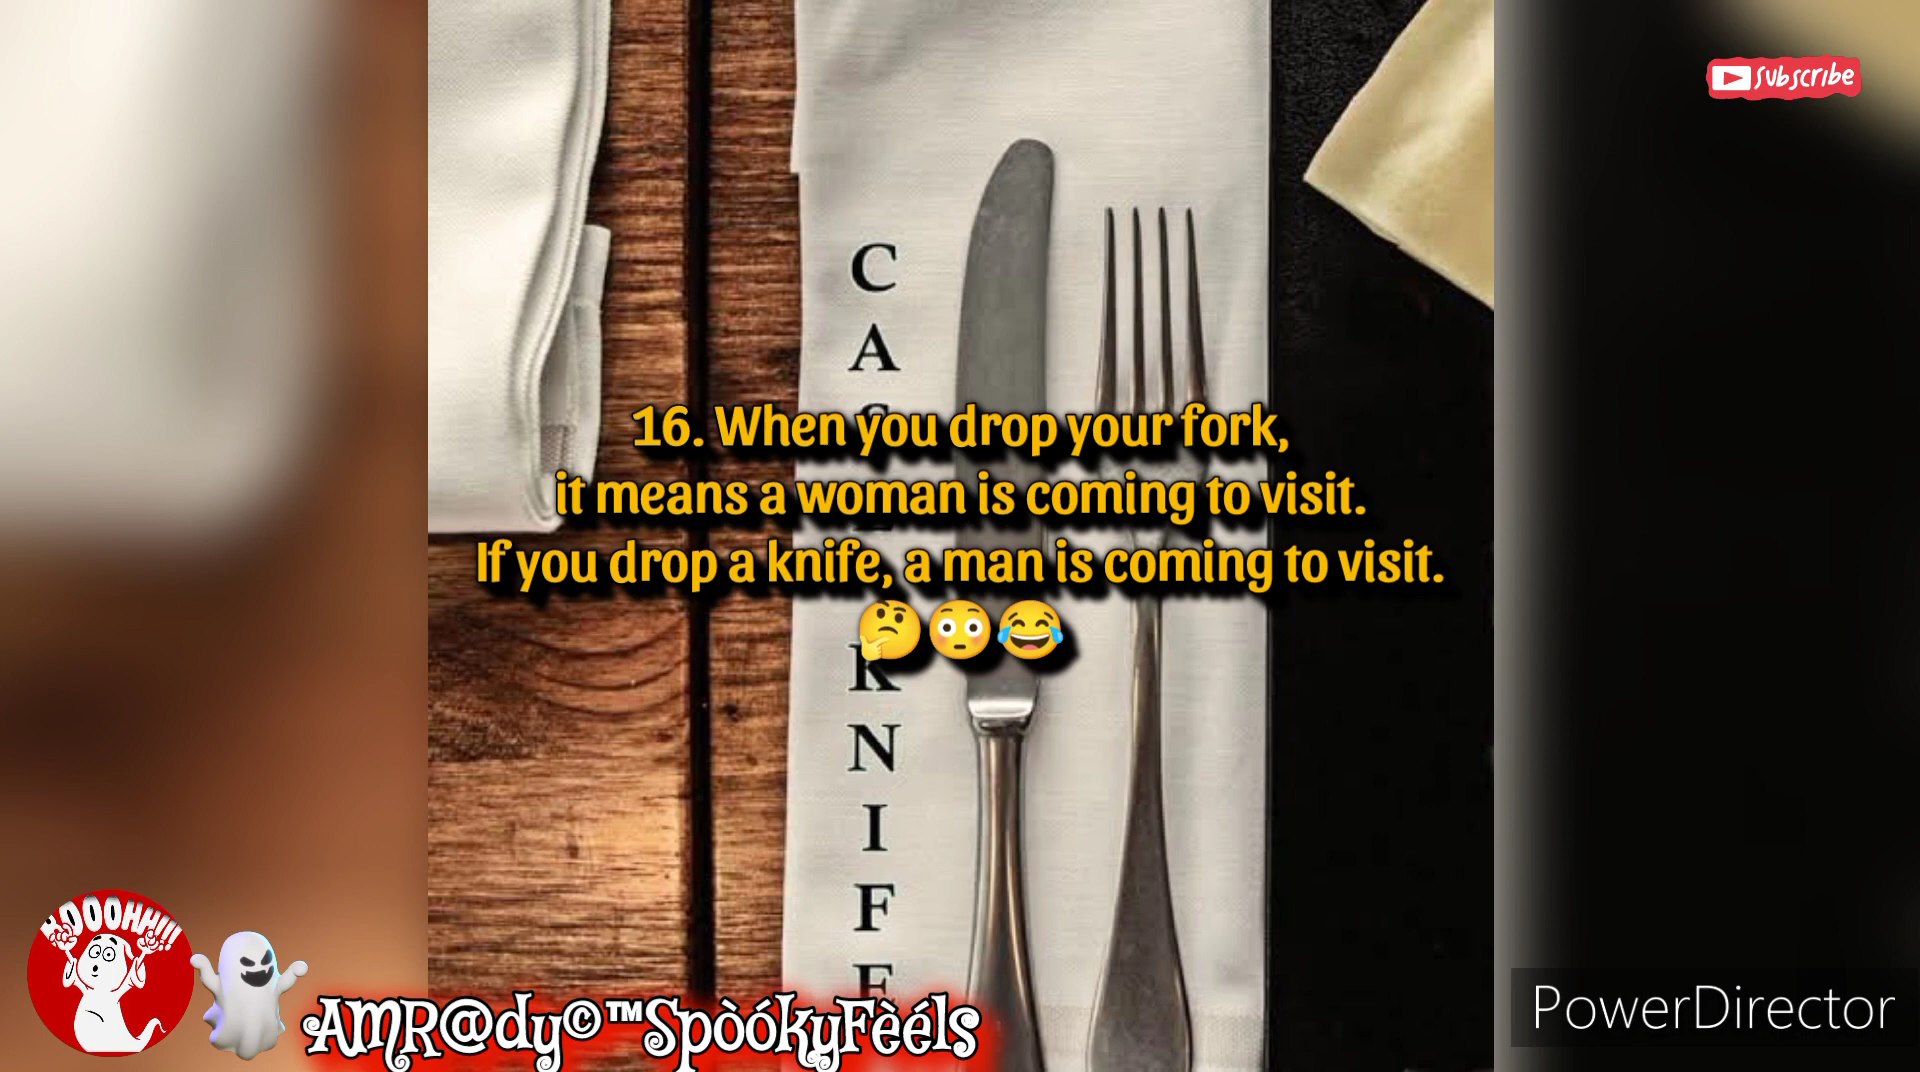 Subscribe
C
A
S
E
K
N
I
F
E
16. When you drop your fork,
it means a woman is coming to visit.
If you drop a knife, a man is coming to visit.
🤔😳😂
BOOOHH!!!
AMR@dy©™SpòókyFèéls
PowerDirector